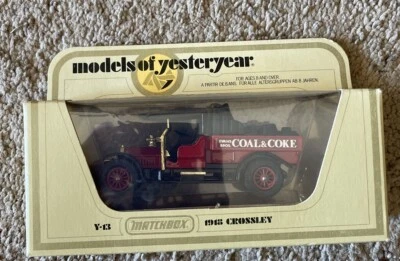 models of yesteryear
FOR AGES 8 AND OVER.
A PARTIR DE 8 ANS. FÜR ALLE ALTERSGRUPPEN AB 8 JAHREN.
COAL & COKE
Y-13
MATCHBOX
1918 CROSSLEY